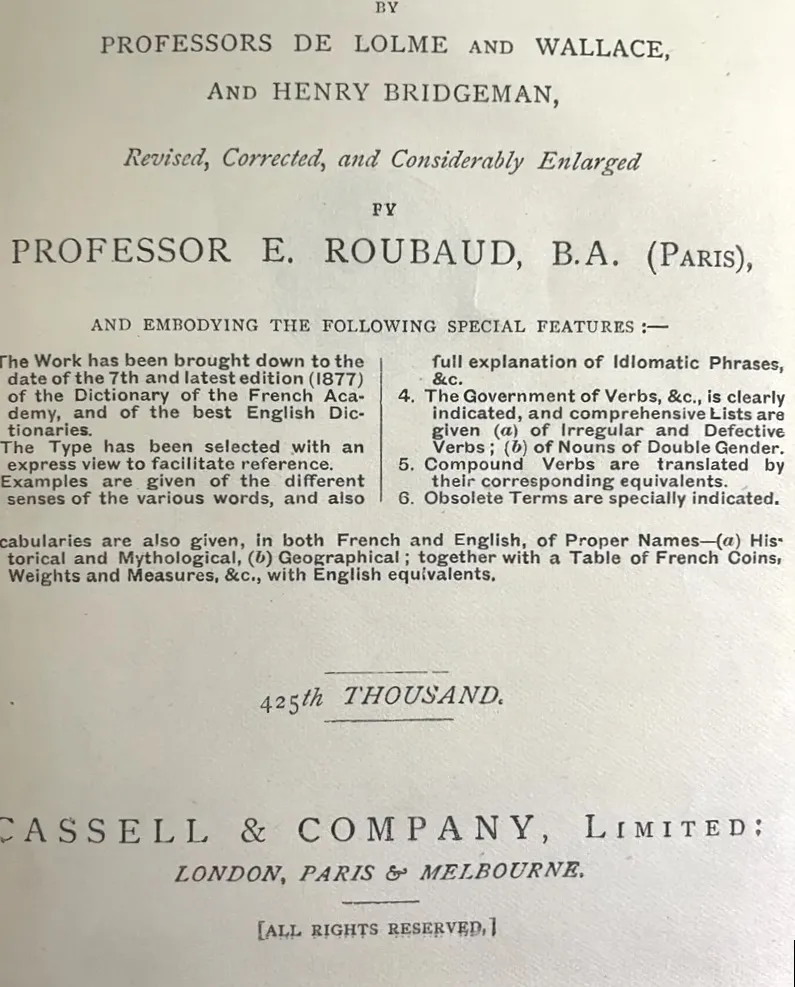 BY
PROFESSORS DE LOLME AND WALLACE,
AND HENRY BRIDGEMAN,
Revised, Corrected, and Considerably Enlarged
BY
PROFESSOR E. ROUBAUD, B.A. (PARIS),
AND EMBODYING THE FOLLOWING SPECIAL FEATURES :—
The Work has been brought down to the
date of the 7th and latest edition (1877)
of the Dictionary of the French Aca-
demy, and of the best English Dic-
tionaries.
The Type has been selected with an
express view to facilitate reference.
Examples are given of the different
senses of the various words, and also
full explanation of Idiomatic Phrases,
&c.
4. The Government of Verbs, &c., is clearly
indicated, and comprehensive Lists are
given (a) of Irregular and Defective
Verbs ; (b) of Nouns of Double Gender.
5. Compound Verbs are translated by
their corresponding equivalents.
6. Obsolete Terms are specially indicated.
cabularies are also given, in both French and English, of Proper Names—(a) His-
torical and Mythological, (b) Geographical ; together with a Table of French Coins,
Weights and Measures, &c., with English equivalents.
425th THOUSAND.
CASSELL & COMPANY, LIMITED:
LONDON, PARIS & MELBOURNE.
[ALL RIGHTS RESERVED.]